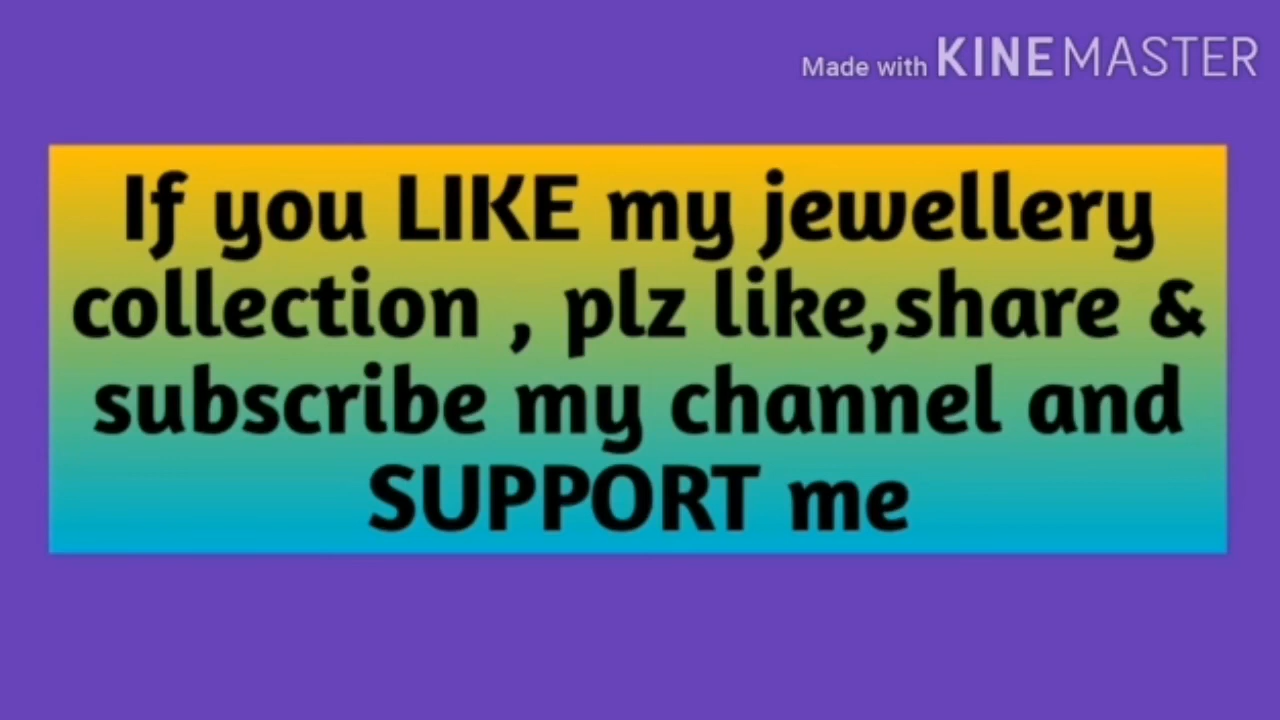 Made with KINEMASTER
If you LIKE my jewellery
collection , plz like,share &
subscribe my channel and
SUPPORT me